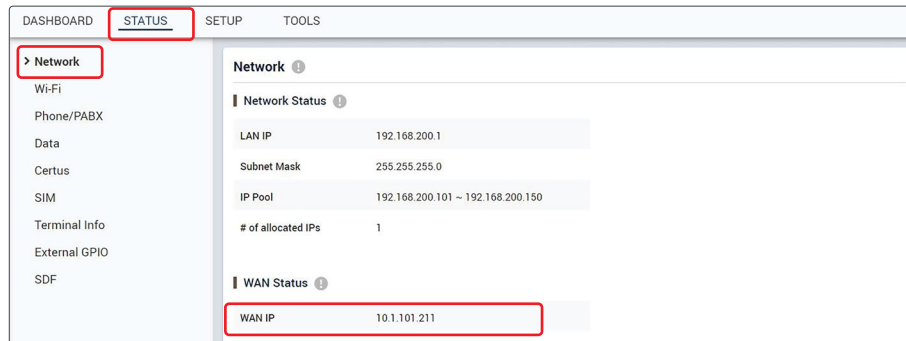 DASHBOARD STATUS SETUP TOOLS
Network
Wi-Fi
Phone/PABX
Data
Certus
SIM
Terminal Info
External GPIO
SDF
Network
Network Status
LAN IP 192.168.200.1
Subnet Mask 255.255.255.0
IP Pool 192.168.200.101 ~ 192.168.200.150
# of allocated IPs 1
WAN Status
WAN IP 10.1.101.211